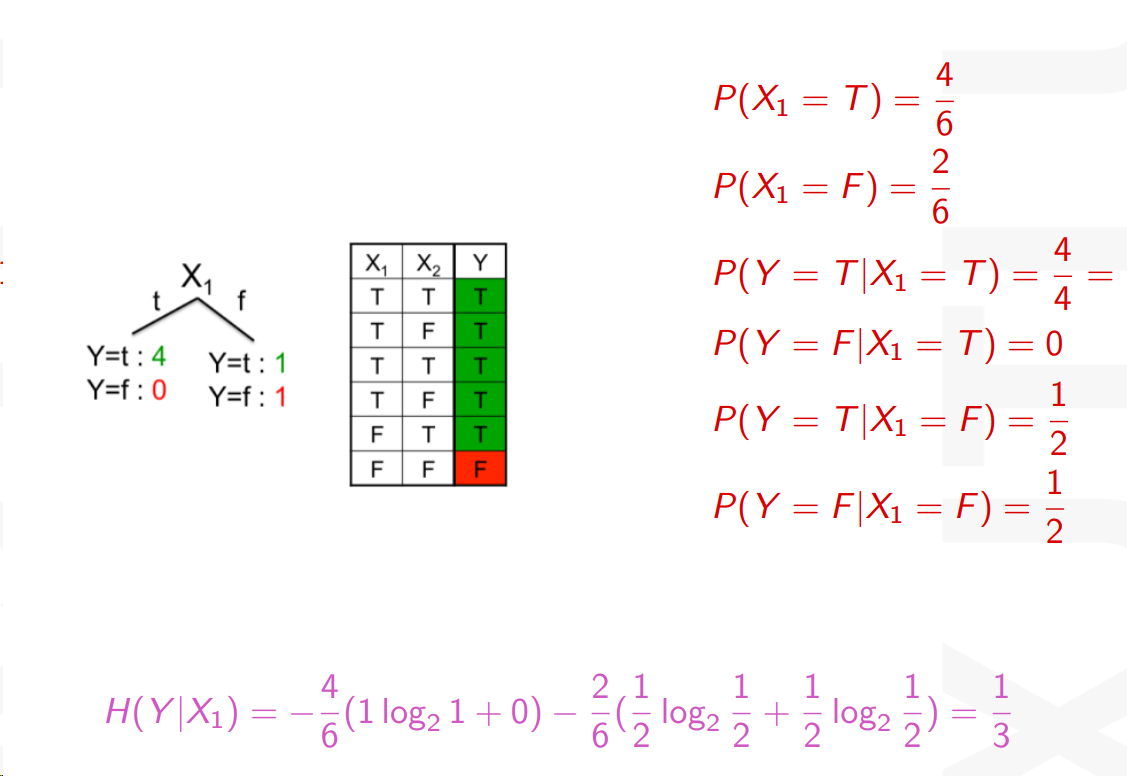 P(X₁ = T) = 4/6
P(X₁ = F) = 2/6
P(Y = T|X₁ = T) = 4/4 =
P(Y = F|X₁ = T) = 0
P(Y = T|X₁ = F) = 1/2
P(Y = F|X₁ = F) = 1/2
X₁
t f
Y=t : 4 Y=t : 1
Y=f : 0 Y=f : 1
X₁ X₂ Y
T T T
T F T
T T T
T F T
F T T
F F F
H(Y|X₁) = −4/6(1 log₂ 1 + 0) − 2/6(1/2 log₂ 1/2 + 1/2 log₂ 1/2) = 1/3